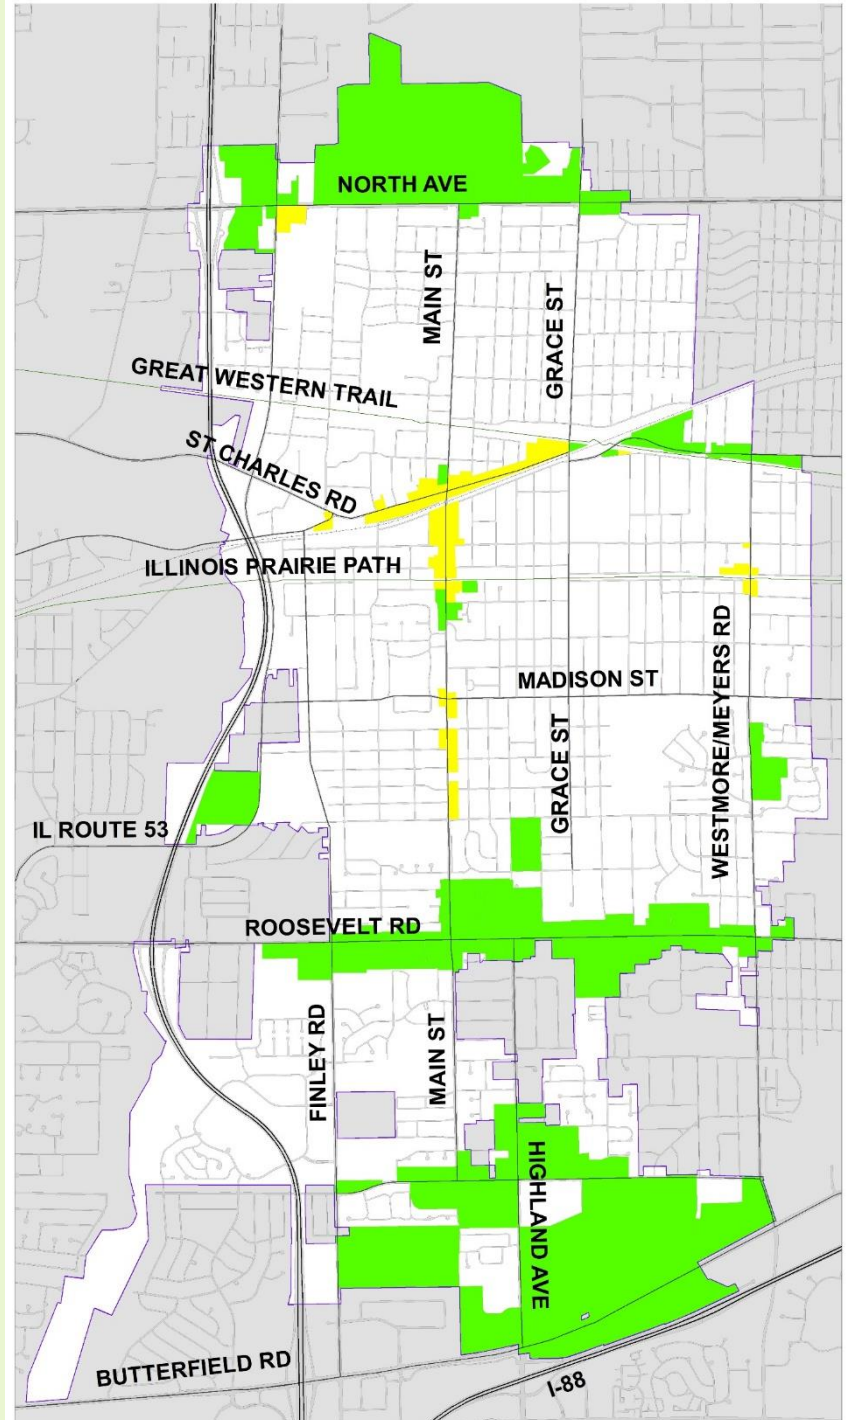 NORTH AVE
MAIN ST
GRACE ST
GREAT WESTERN TRAIL
ST CHARLES RD
ILLINOIS PRAIRIE PATH
MADISON ST
WESTMORE/MEYERS RD
GRACE ST
IL ROUTE 53
ROOSEVELT RD
FINLEY RD
MAIN ST
HIGHLAND AVE
BUTTERFIELD RD
I-88